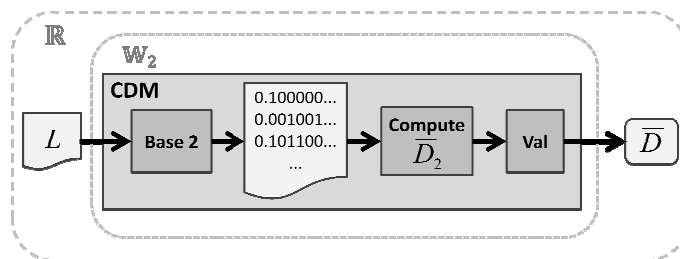 ℝ
𝕎₂
CDM
L
Base 2
0.100000...
0.001001...
0.101100...
...
Compute
D̅₂
Val
D̅